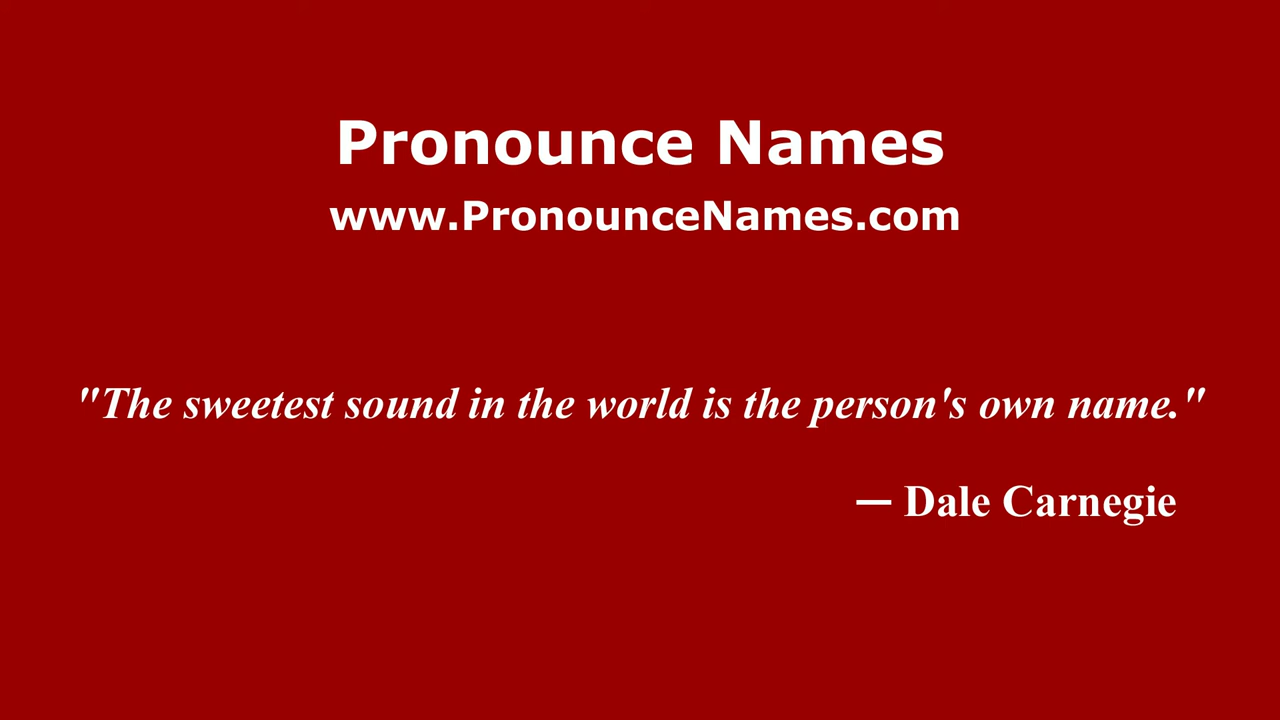 Pronounce Names
www.PronounceNames.com
"The sweetest sound in the world is the person's own name."
— Dale Carnegie